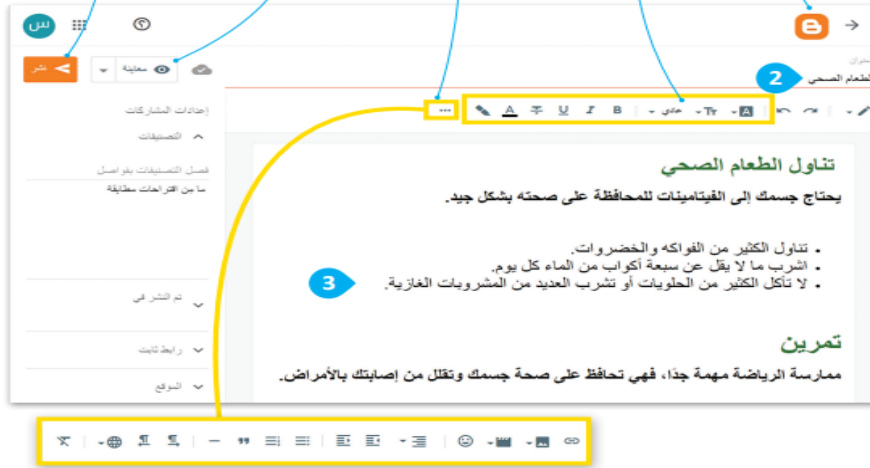 س
عنوان
الطعام الصحي
2
نشر
معاينة
عادي
إعدادات المشاركات
التصنيفات
فصل التصنيفات بفواصل
ما من اقتراحات مطابقة
تم النشر في
رابط ثابت
الموقع
تناول الطعام الصحي
يحتاج جسمك إلى الفيتامينات للمحافظة على صحته بشكل جيد.
• تناول الكثير من الفواكه والخضروات.
• اشرب ما لا يقل عن سبعة أكواب من الماء كل يوم.
• لا تأكل الكثير من الحلويات أو تشرب العديد من المشروبات الغازية.
3
تمرين
ممارسة الرياضة مهمة جدًا، فهي تحافظ على صحة جسمك وتقلل من إصابتك بالأمراض.